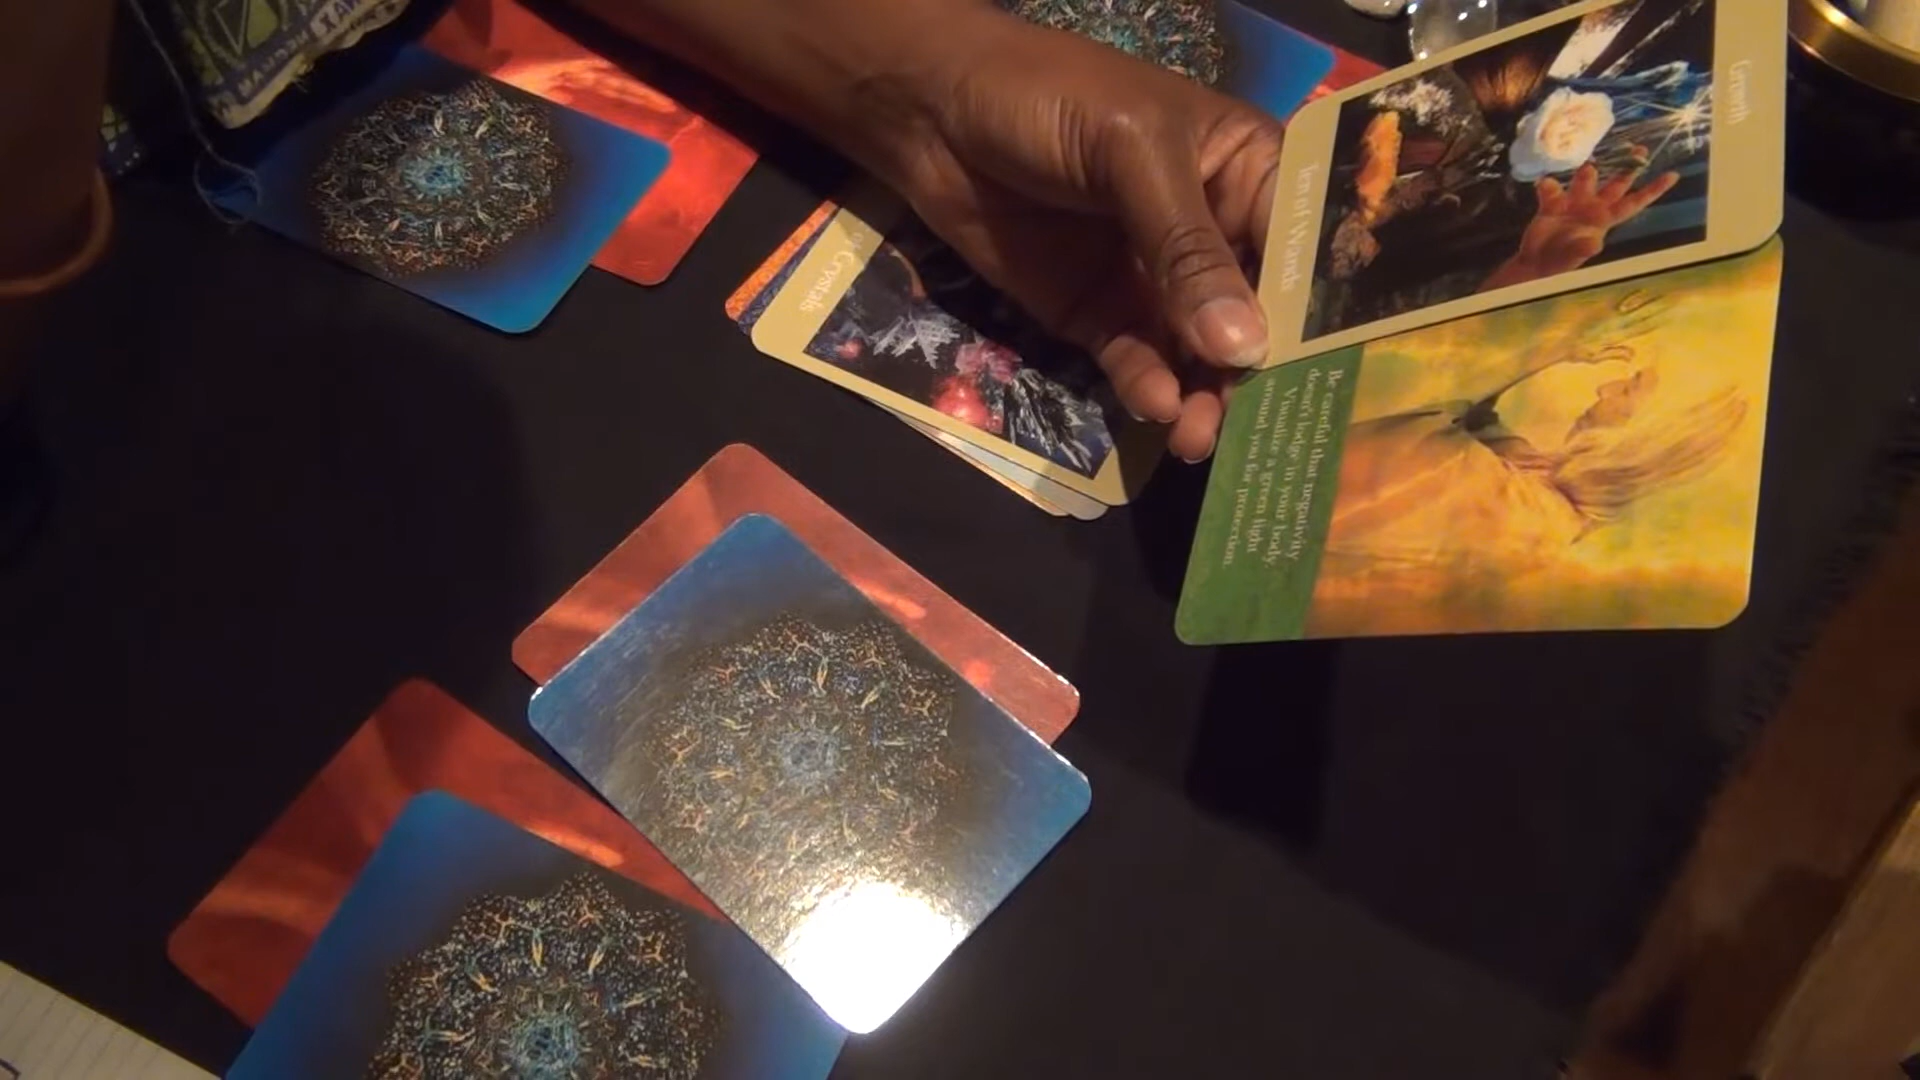 Growth
Ten of Wands
of Crystals
Be careful that negativity
doesn't lodge in your body.
Visualize a green light
around you for protection.